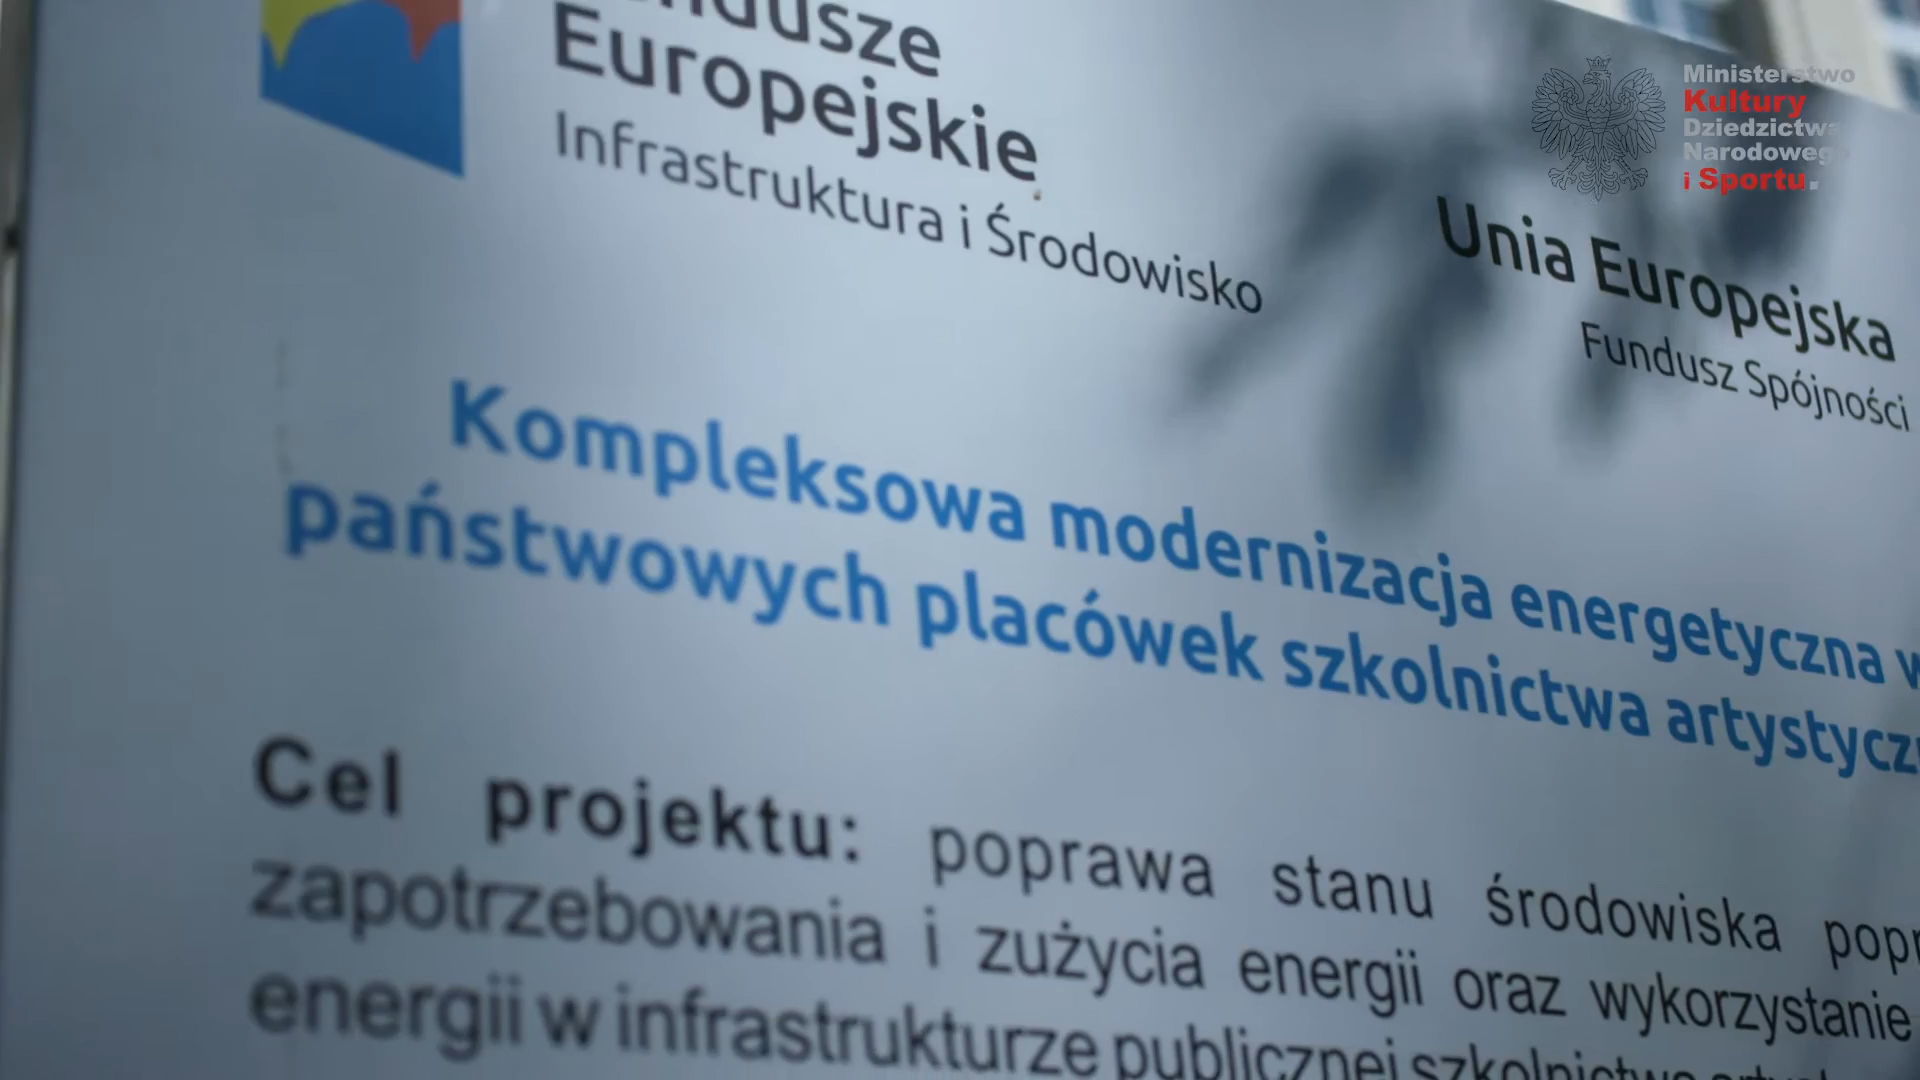 Europejskie
Infrastruktura i Środowisko
Ministerstwo
Kultury
Dziedzictwa
Narodowego
i Sportu.
Unia Europejska
Fundusz Spójności
Kompleksowa modernizacja energetyczna w
państwowych placówek szkolnictwa
Cel projektu: poprawa stanu środowiska
zapotrzebowania i zużycia energii oraz wykorzystanie
energii w infrastrukturze publicznej